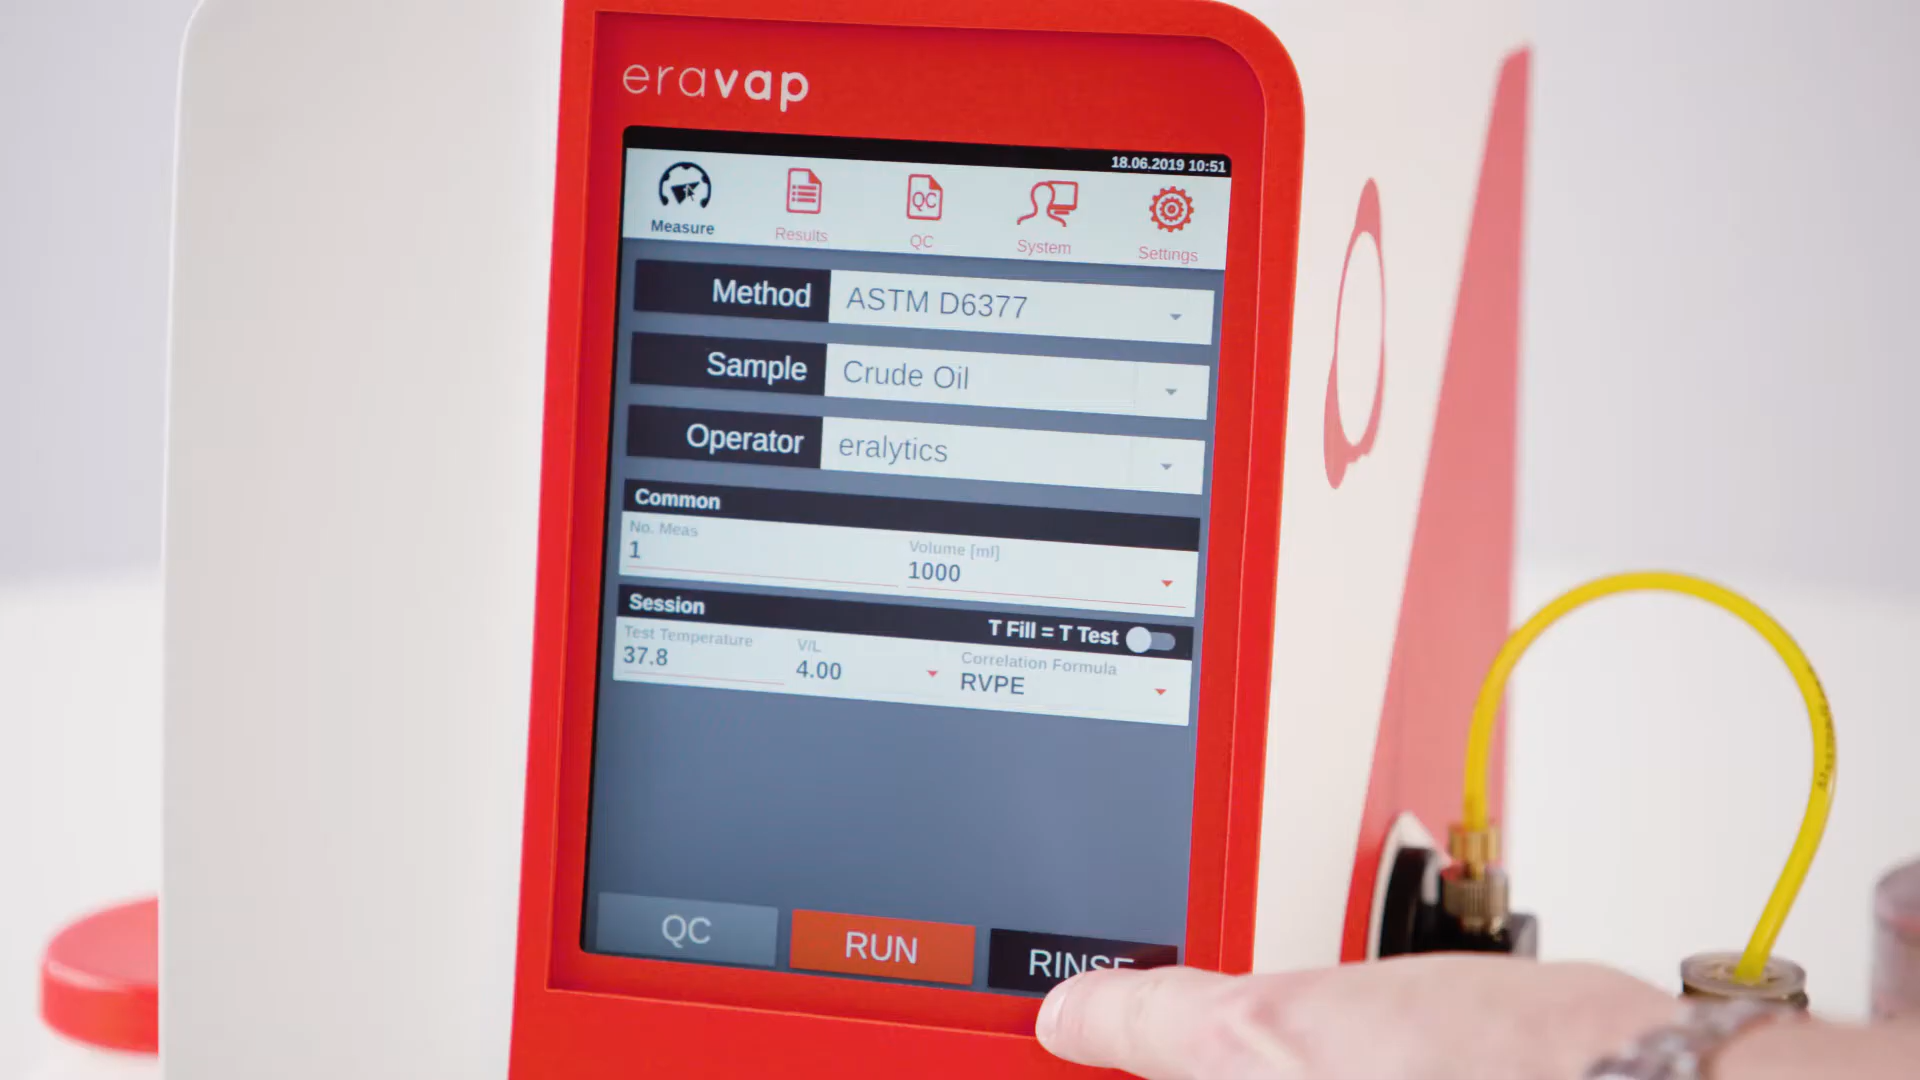 eravap
18.06.2019 10:51
Measure
Results
QC
QC
System
Settings
Method
ASTM D6377
Sample
Crude Oil
Operator
eralytics
Common
No. Meas
1
Volume [ml]
1000
Session
T Fill = T Test
Test Temperature
37.8
V/L
4.00
Correlation Formula
RVPE
QC
RUN
RINSE